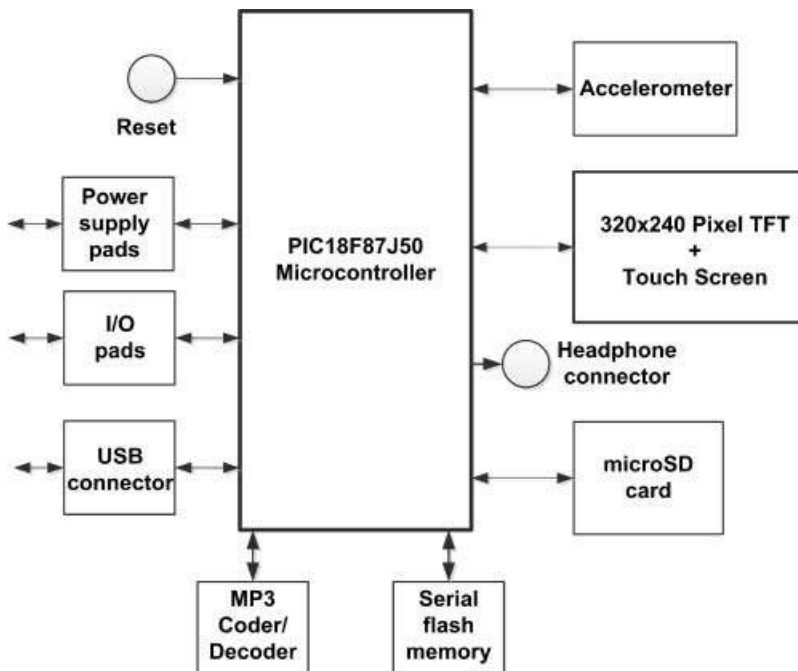 Reset
Accelerometer
Power
supply
pads
PIC18F87J50
Microcontroller
320x240 Pixel TFT
+
Touch Screen
I/O
pads
Headphone
connector
USB
connector
microSD
card
MP3
Coder/
Decoder
Serial
flash
memory